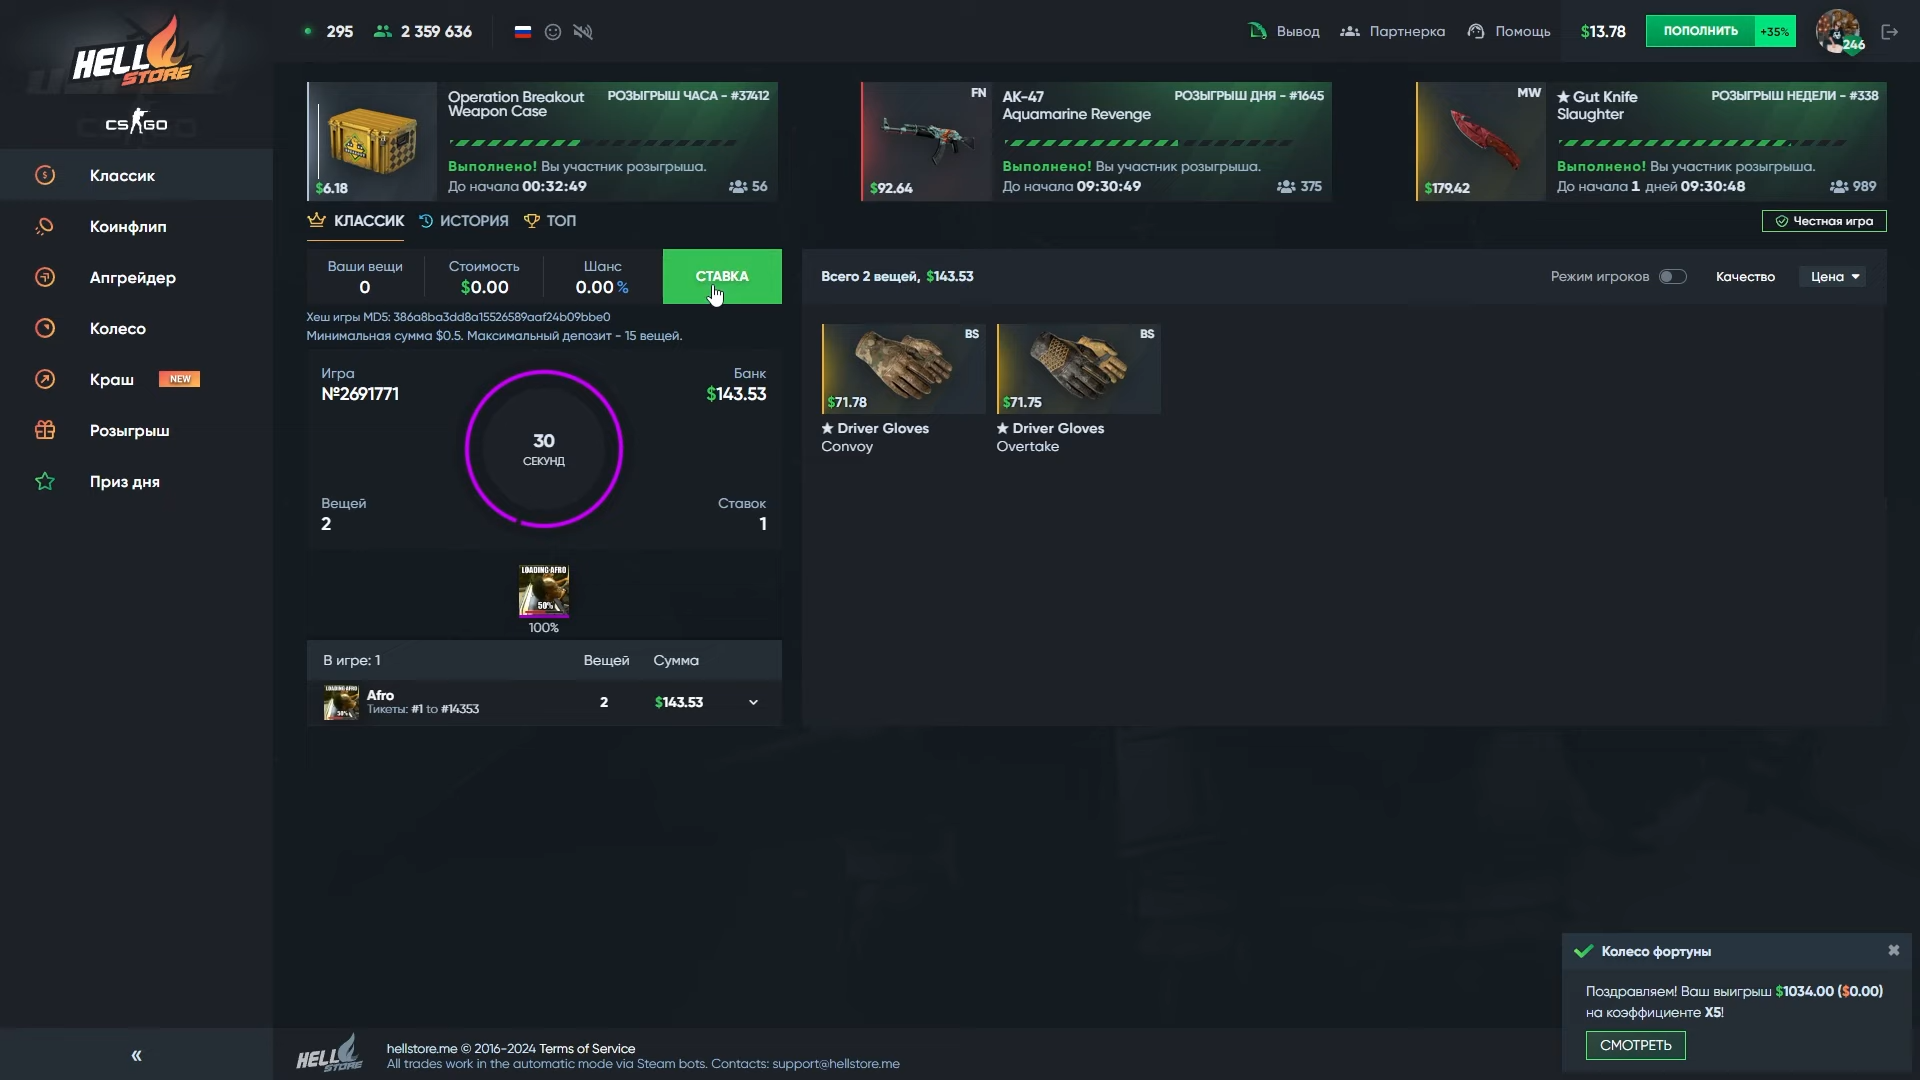 HELL STORE
CS GO
Классик
Коинфлип
Апгрейдер
Колесо
Краш NEW
Розыгрыш
Приз дня
295 2 359 636
Вывод Партнерка Помощь $13.78 ПОПОЛНИТЬ +35% 246
Operation Breakout Weapon Case РОЗЫГРЫШ ЧАСА - #37412
$6.18
Выполнено! Вы участник розыгрыша.
До начала 00:32:49 56
FN
AK-47 Aquamarine Revenge РОЗЫГРЫШ ДНЯ - #1645
$92.64
Выполнено! Вы участник розыгрыша.
До начала 09:30:49 375
MW
★ Gut Knife Slaughter РОЗЫГРЫШ НЕДЕЛИ - #338
$179.42
Выполнено! Вы участник розыгрыша.
До начала 1 дней 09:30:48 989
КЛАССИК ИСТОРИЯ ТОП
Честная игра
Ваши вещи Стоимость Шанс
0 $0.00 0.00 %
СТАВКА
Хеш игры MD5: 386a8ba3dd8a15526589aaf24b09bbe0
Минимальная сумма $0.5. Максимальный депозит - 15 вещей.
Игра Банк
№2691771 $143.53
30
СЕКУНД
Вещей Ставок
2 1
LOADING AFRO
50%
100%
В игре: 1 Вещей Сумма
Afro 2 $143.53
Тикеты: #1 to #14353
Всего 2 вещей, $143.53 Режим игроков Качество Цена
BS BS
$71.78 $71.75
★ Driver Gloves ★ Driver Gloves
Convoy Overtake
Колесо фортуны
Поздравляем! Ваш выигрыш $1034.00 ($0.00)
на коэффициенте X5!
СМОТРЕТЬ
«
HELL STORE
hellstore.me © 2016-2024 Terms of Service
All trades work in the automatic mode via Steam bots. Contacts: support@hellstore.me